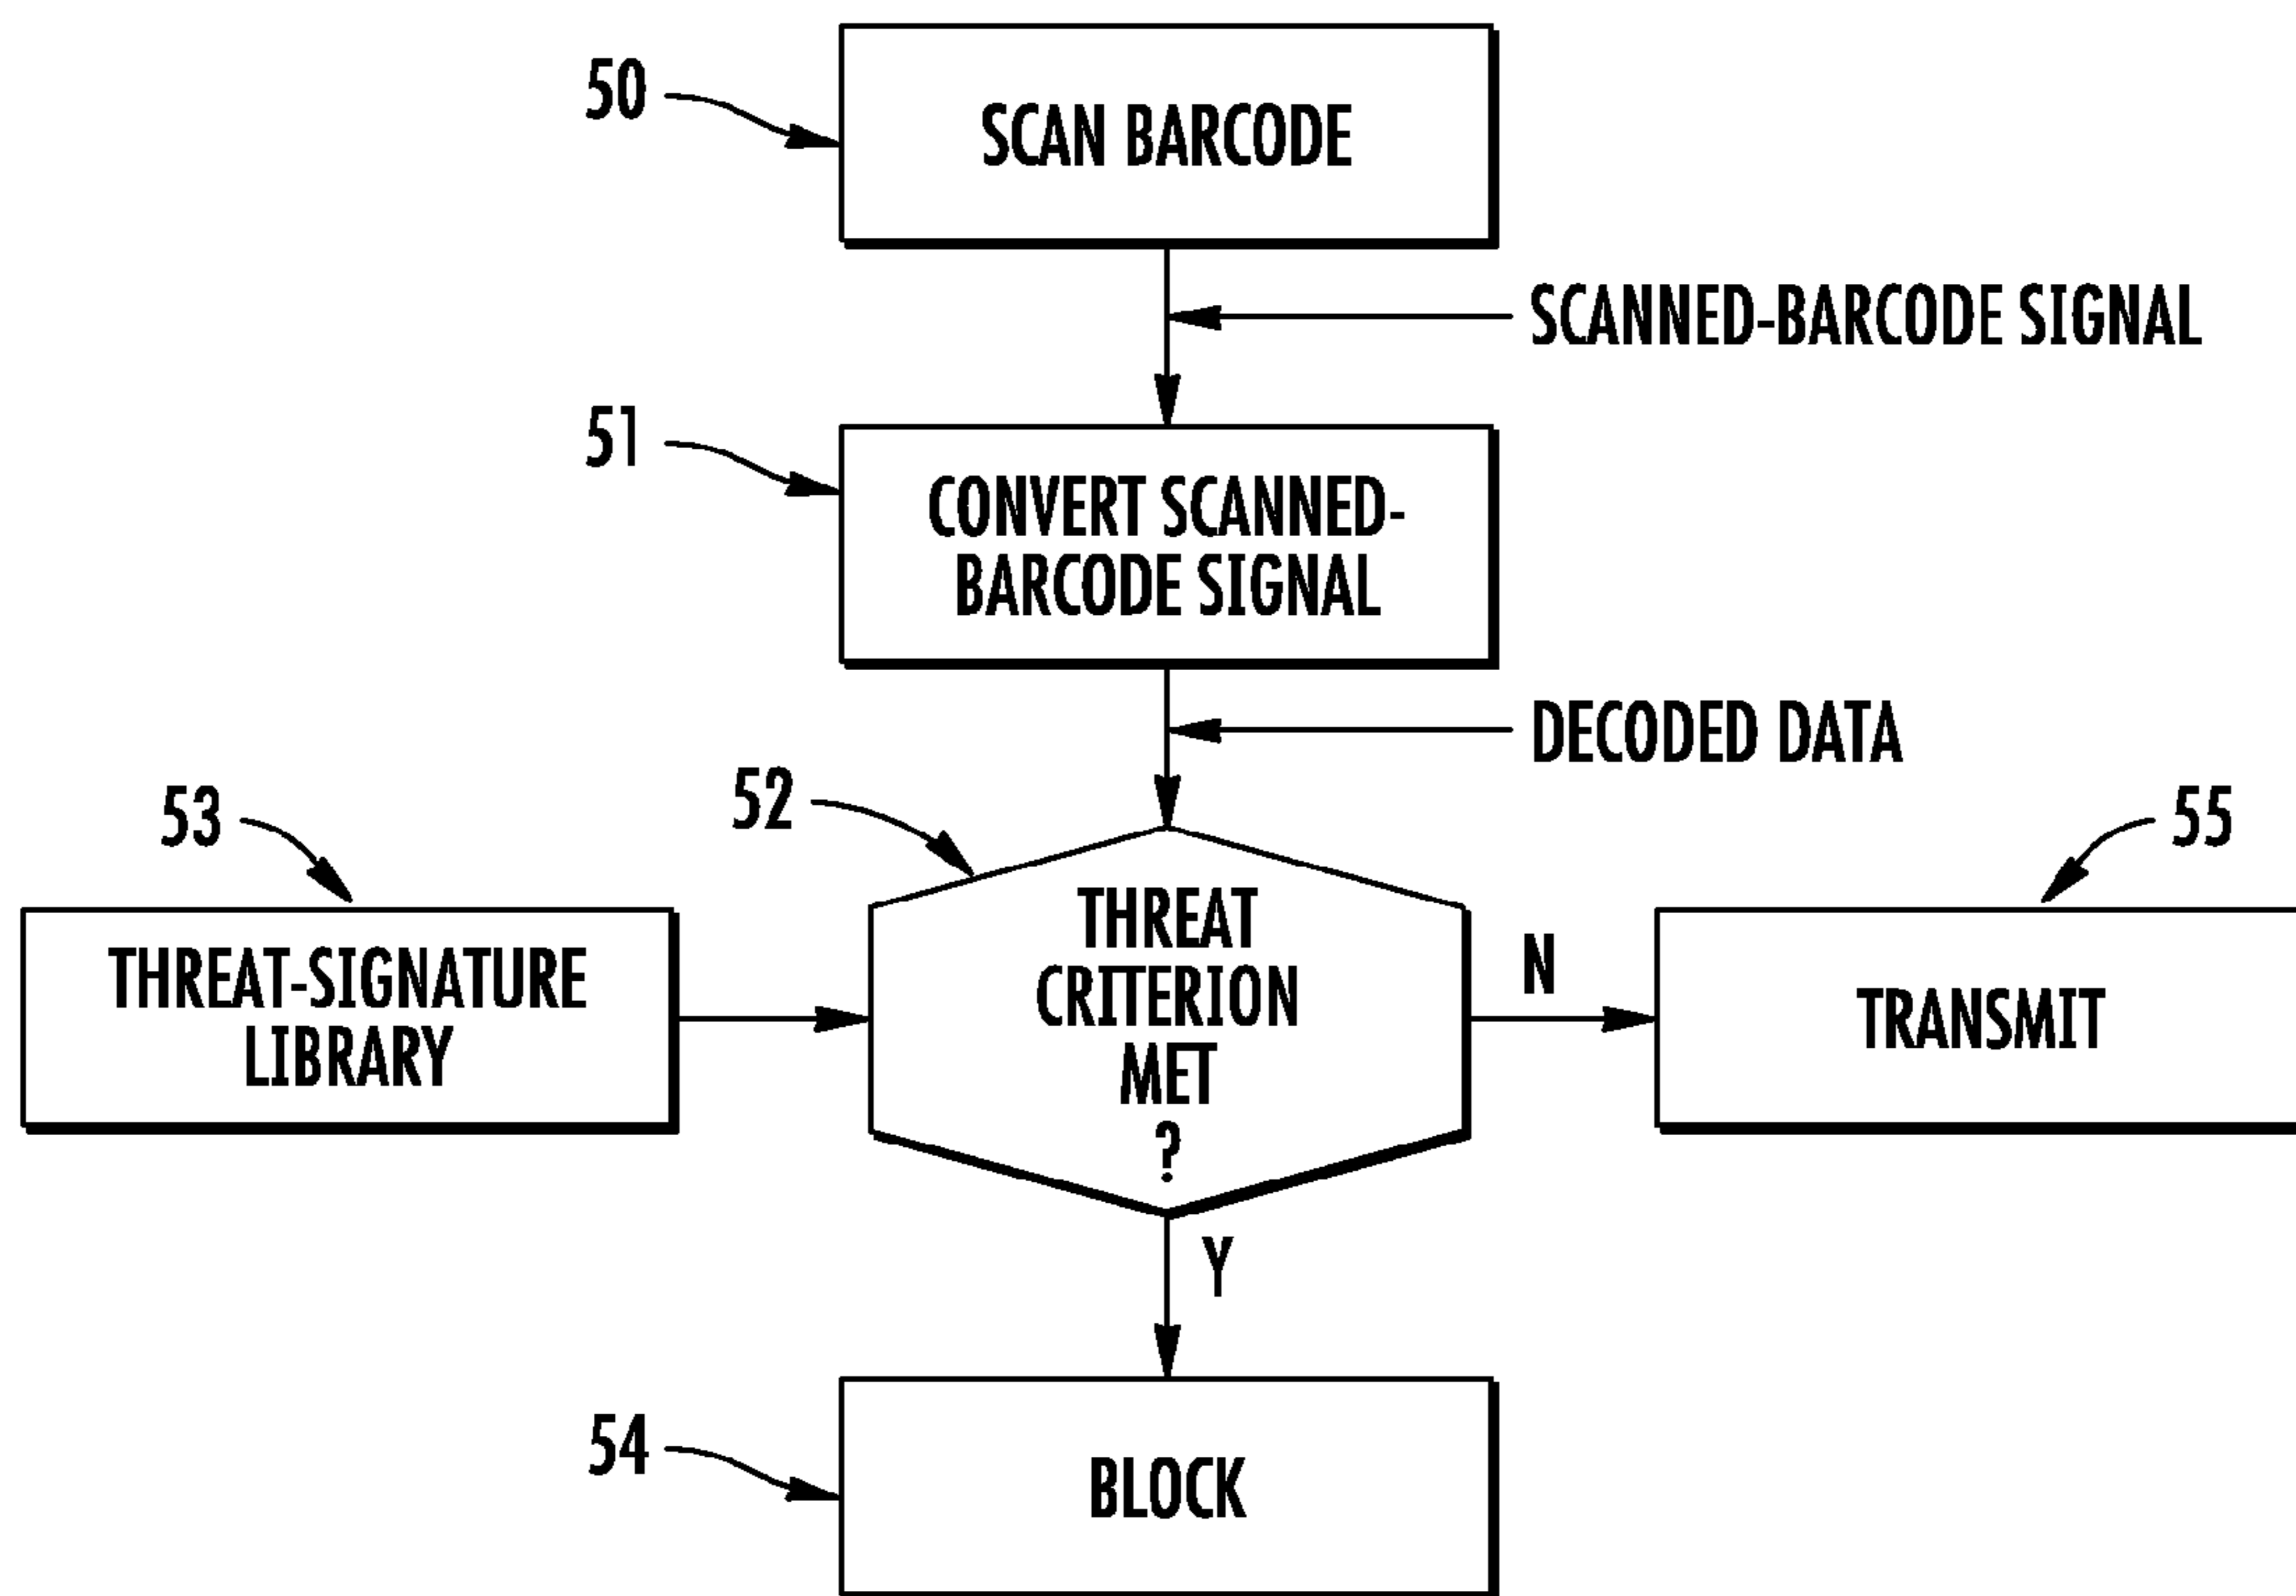 50
SCAN BARCODE
SCANNED-BARCODE SIGNAL
51
CONVERT SCANNED-
BARCODE SIGNAL
DECODED DATA
52
53
55
THREAT-SIGNATURE
LIBRARY
THREAT
CRITERION
MET
?
N
TRANSMIT
Y
54
BLOCK